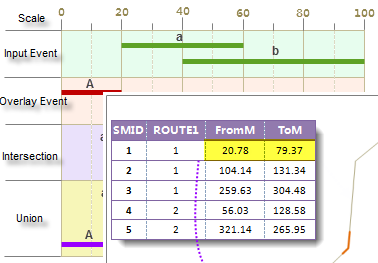 Scale 0 20 40 60 80 100
a
Input Event
b
A
Overlay Event
SMID ROUTE1 FromM ToM
1 1 20.78 79.37
2 1 104.14 131.34
Intersection
3 1 259.63 304.48
4 2 56.03 128.58
Union
A
5 2 321.14 265.95